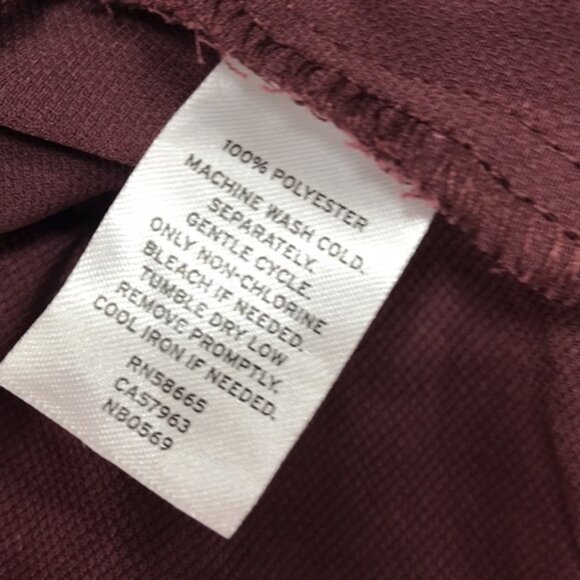 100% POLYESTER
MACHINE WASH COLD.
SEPARATELY.
GENTLE CYCLE.
ONLY NON-CHLORINE
BLEACH IF NEEDED.
TUMBLE DRY LOW
REMOVE PROMPTLY.
COOL IRON IF NEEDED.
RN58665
CA57963
NB0569